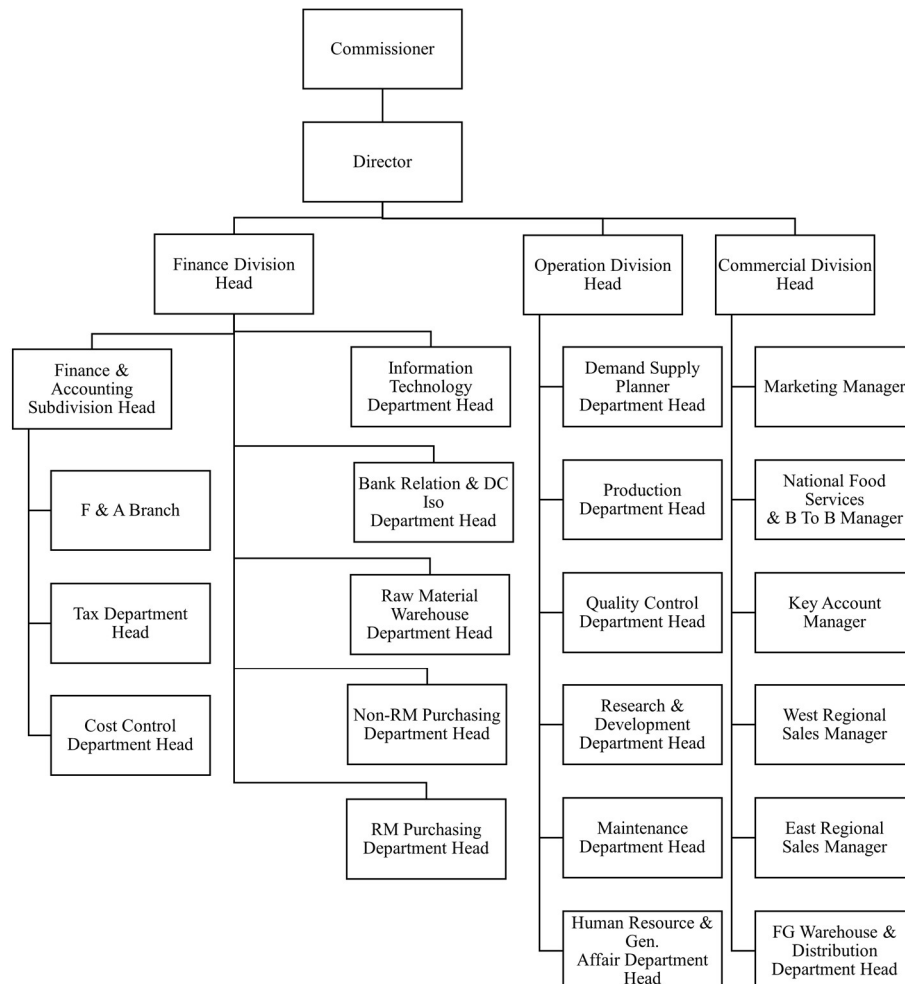 Commissioner
Director
Finance Division
Head
Operation Division
Head
Commercial Division
Head
Finance &
Accounting
Subdivision Head
F & A Branch
Tax Department
Head
Cost Control
Department Head
Information
Technology
Department Head
Bank Relation & DC
Iso
Department Head
Raw Material
Warehouse
Department Head
Non-RM Purchasing
Department Head
RM Purchasing
Department Head
Demand Supply
Planner
Department Head
Production
Department Head
Quality Control
Department Head
Research &
Development
Department Head
Maintenance
Department Head
Human Resource &
Gen.
Affair Department
Head
Marketing Manager
National Food
Services
& B To B Manager
Key Account
Manager
West Regional
Sales Manager
East Regional
Sales Manager
FG Warehouse &
Distribution
Department Head